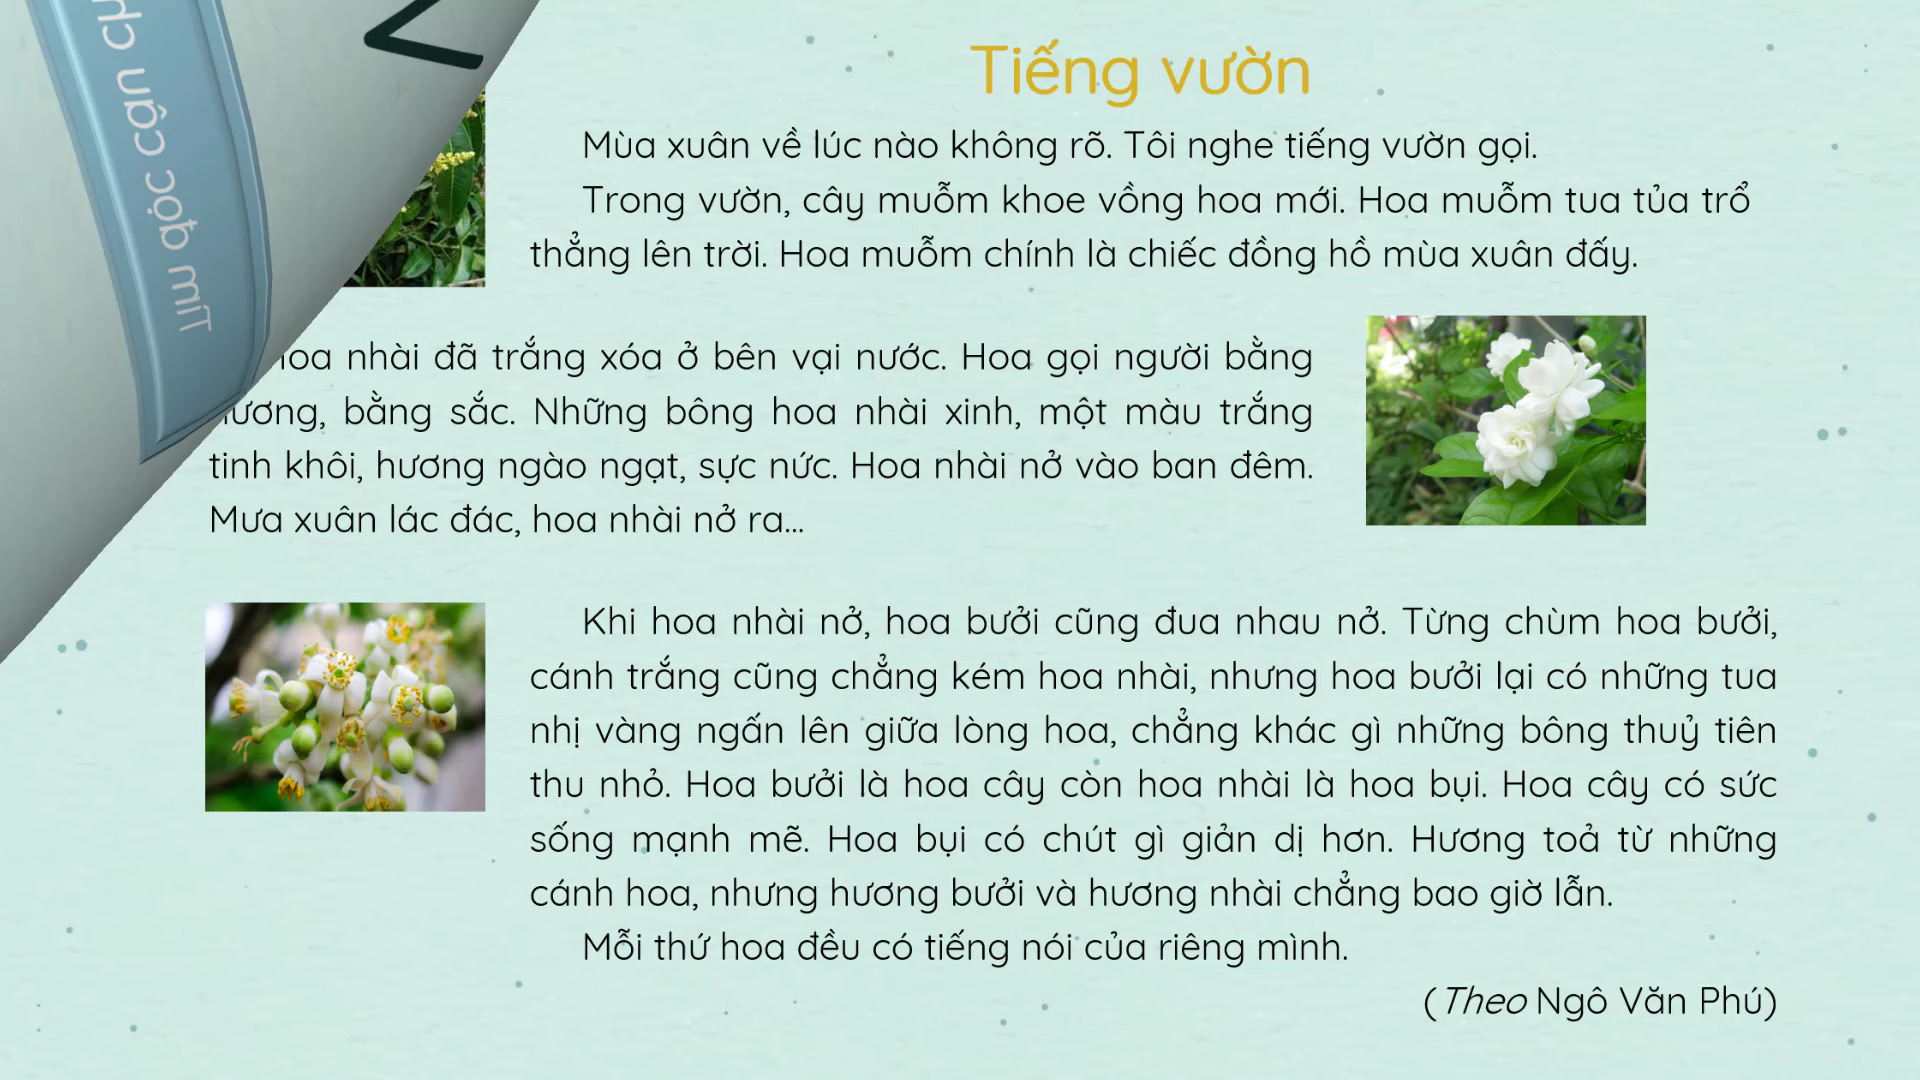 Tiếng vườn
Mùa xuân về lúc nào không rõ. Tôi nghe tiếng vườn gọi.
Trong vườn, cây muỗm khoe vồng hoa mới. Hoa muỗm tua tủa trổ
thẳng lên trời. Hoa muỗm chính là chiếc đồng hồ mùa xuân đấy.
nhài đã trắng xóa ở bên vại nước. Hoa gọi người bằng
bằng sắc. Những bông hoa nhài xinh, một màu trắng
tinh khôi, hương ngào ngạt, sực nức. Hoa nhài nở vào ban đêm.
Mưa xuân lác đác, hoa nhài nở ra...
Khi hoa nhài nở, hoa bưởi cũng đua nhau nở. Từng chùm hoa bưởi,
cánh trắng cũng chẳng kém hoa nhài, nhưng hoa bưởi lại có những tua
nhị vàng ngấn lên giữa lòng hoa, chẳng khác gì những bông thuỷ tiên
thu nhỏ. Hoa bưởi là hoa cây còn hoa nhài là hoa bụi. Hoa cây có sức
sống mạnh mẽ. Hoa bụi có chút gì giản dị hơn. Hương toả từ những
cánh hoa, nhưng hương bưởi và hương nhài chẳng bao giờ lẫn.
Mỗi thứ hoa đều có tiếng nói của riêng mình.
(Theo Ngô Văn Phú)